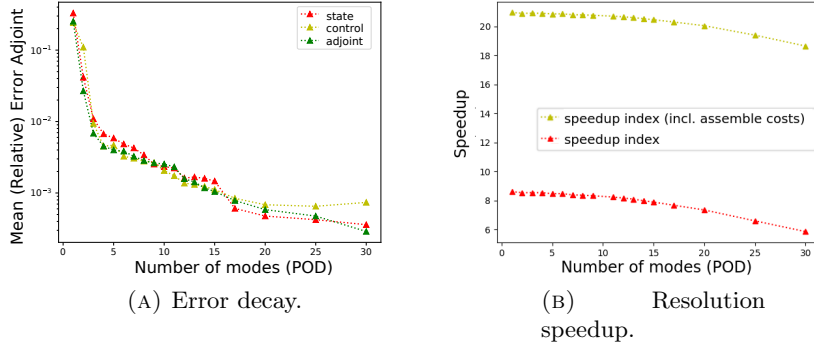 Mean (Relative) Error Adjoint
10⁻¹
10⁻²
10⁻³
0 5 10 15 20 25 30
Number of modes (POD)
state
control
adjoint
(A) Error decay.
Speedup
20
18
16
14
12
10
8
6
0 5 10 15 20 25 30
Number of modes (POD)
speedup index (incl. assemble costs)
speedup index
(B) Resolution
speedup.